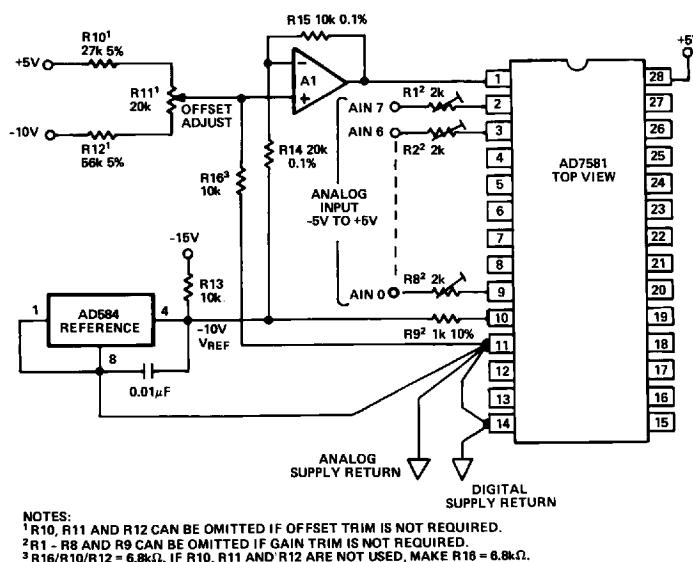 R15 10k 0.1%
R10¹
27k 5%
+5V
R11¹
20k
OFFSET
ADJUST
-10V
R12¹
56k 5%
−
+
A1
R16³
10k
R14 20k
0.1%
ANALOG
INPUT
-5V TO +5V
AIN 7
R1² 2k
AIN 6
R2² 2k
AIN 0
R8² 2k
-15V
R13
10k
1
AD584
REFERENCE
4
8
-10V
VREF
0.01µF
R9² 1k 10%
+5V
AD7581
TOP VIEW
1
2
3
4
5
6
7
8
9
10
11
12
13
14
28
27
26
25
24
23
22
21
20
19
18
17
16
15
ANALOG
SUPPLY RETURN
DIGITAL
SUPPLY RETURN
NOTES:
¹R10, R11 AND R12 CAN BE OMITTED IF OFFSET TRIM IS NOT REQUIRED.
²R1 - R8 AND R9 CAN BE OMITTED IF GAIN TRIM IS NOT REQUIRED.
³R16/R10/R12 = 6.8kΩ. IF R10, R11 AND R12 ARE NOT USED, MAKE R16 = 6.8kΩ.